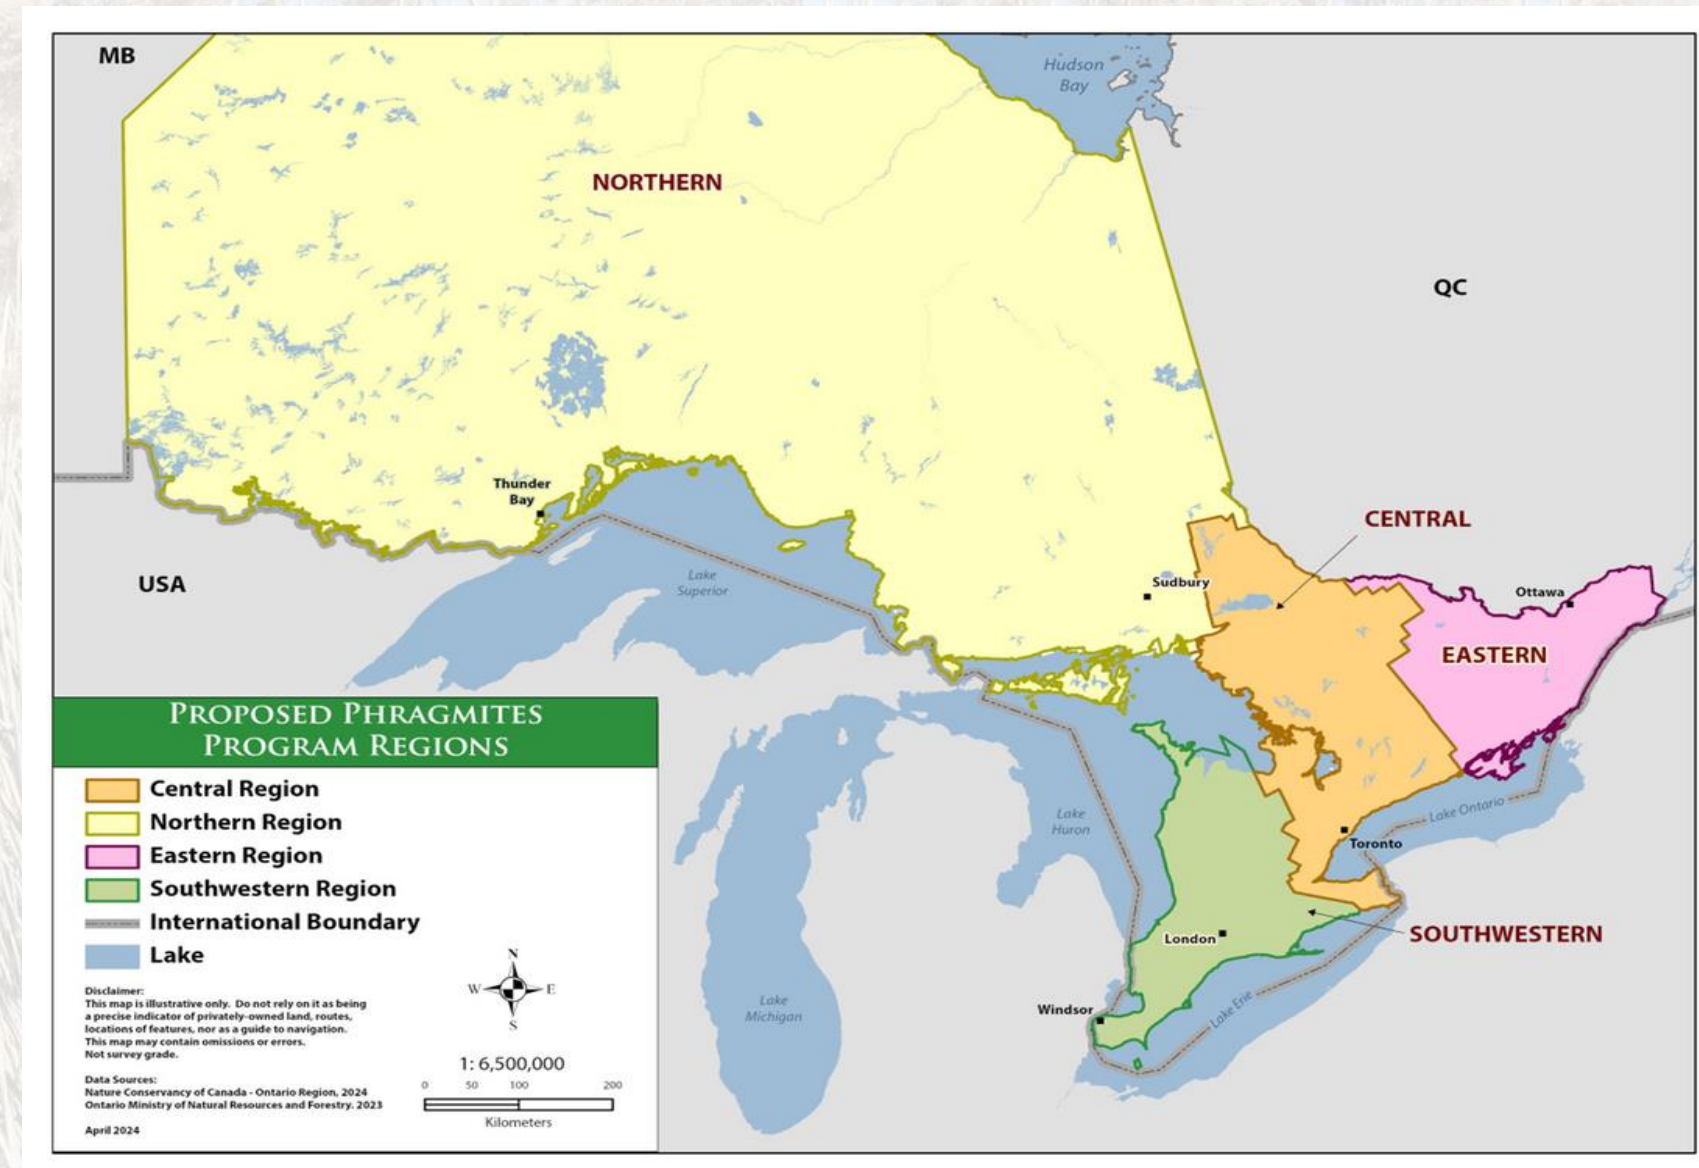 MB
Hudson
Bay
NORTHERN
QC
Thunder
Bay
CENTRAL
USA
Lake
Superior
Sudbury
Ottawa
EASTERN
PROPOSED PHRAGMITES
PROGRAM REGIONS
Central Region
Northern Region
Eastern Region
Southwestern Region
International Boundary
Lake
Lake
Huron
Lake Ontario
Toronto
SOUTHWESTERN
London
Windsor
Lake
Michigan
Lake Erie
Disclaimer:
This map is illustrative only. Do not rely on it as being
a precise indicator of privately-owned land, routes,
locations of features, nor as a guide to navigation.
This map may contain omissions or errors.
Not survey grade.
Data Sources:
Nature Conservancy of Canada - Ontario Region, 2024
Ontario Ministry of Natural Resources and Forestry. 2023
April 2024
N
W E
S
1: 6,500,000
0 50 100 200
Kilometers